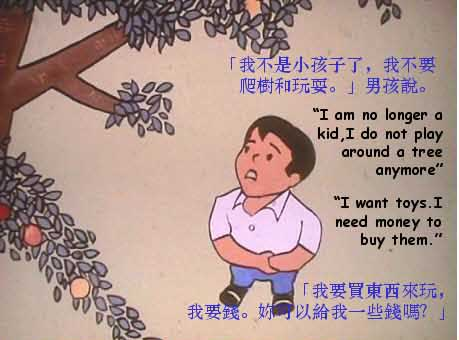 「我不是小孩子了，我不要
爬樹和玩耍。」男孩說。
“I am no longer a
kid,I do not play
around a tree
anymore”
“I want toys.I
need money to
buy them.”
「我要買東西來玩，
我要錢。妳可以給我一些錢嗎?」